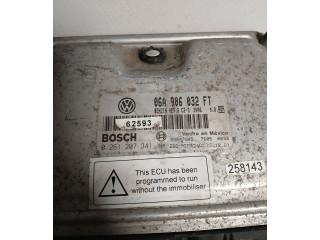 06A 906 032 FT
62593
BOSCH
Hecho en México
0 261 207 341
258143
This ECU has been
programmed to run
without the immobiliser